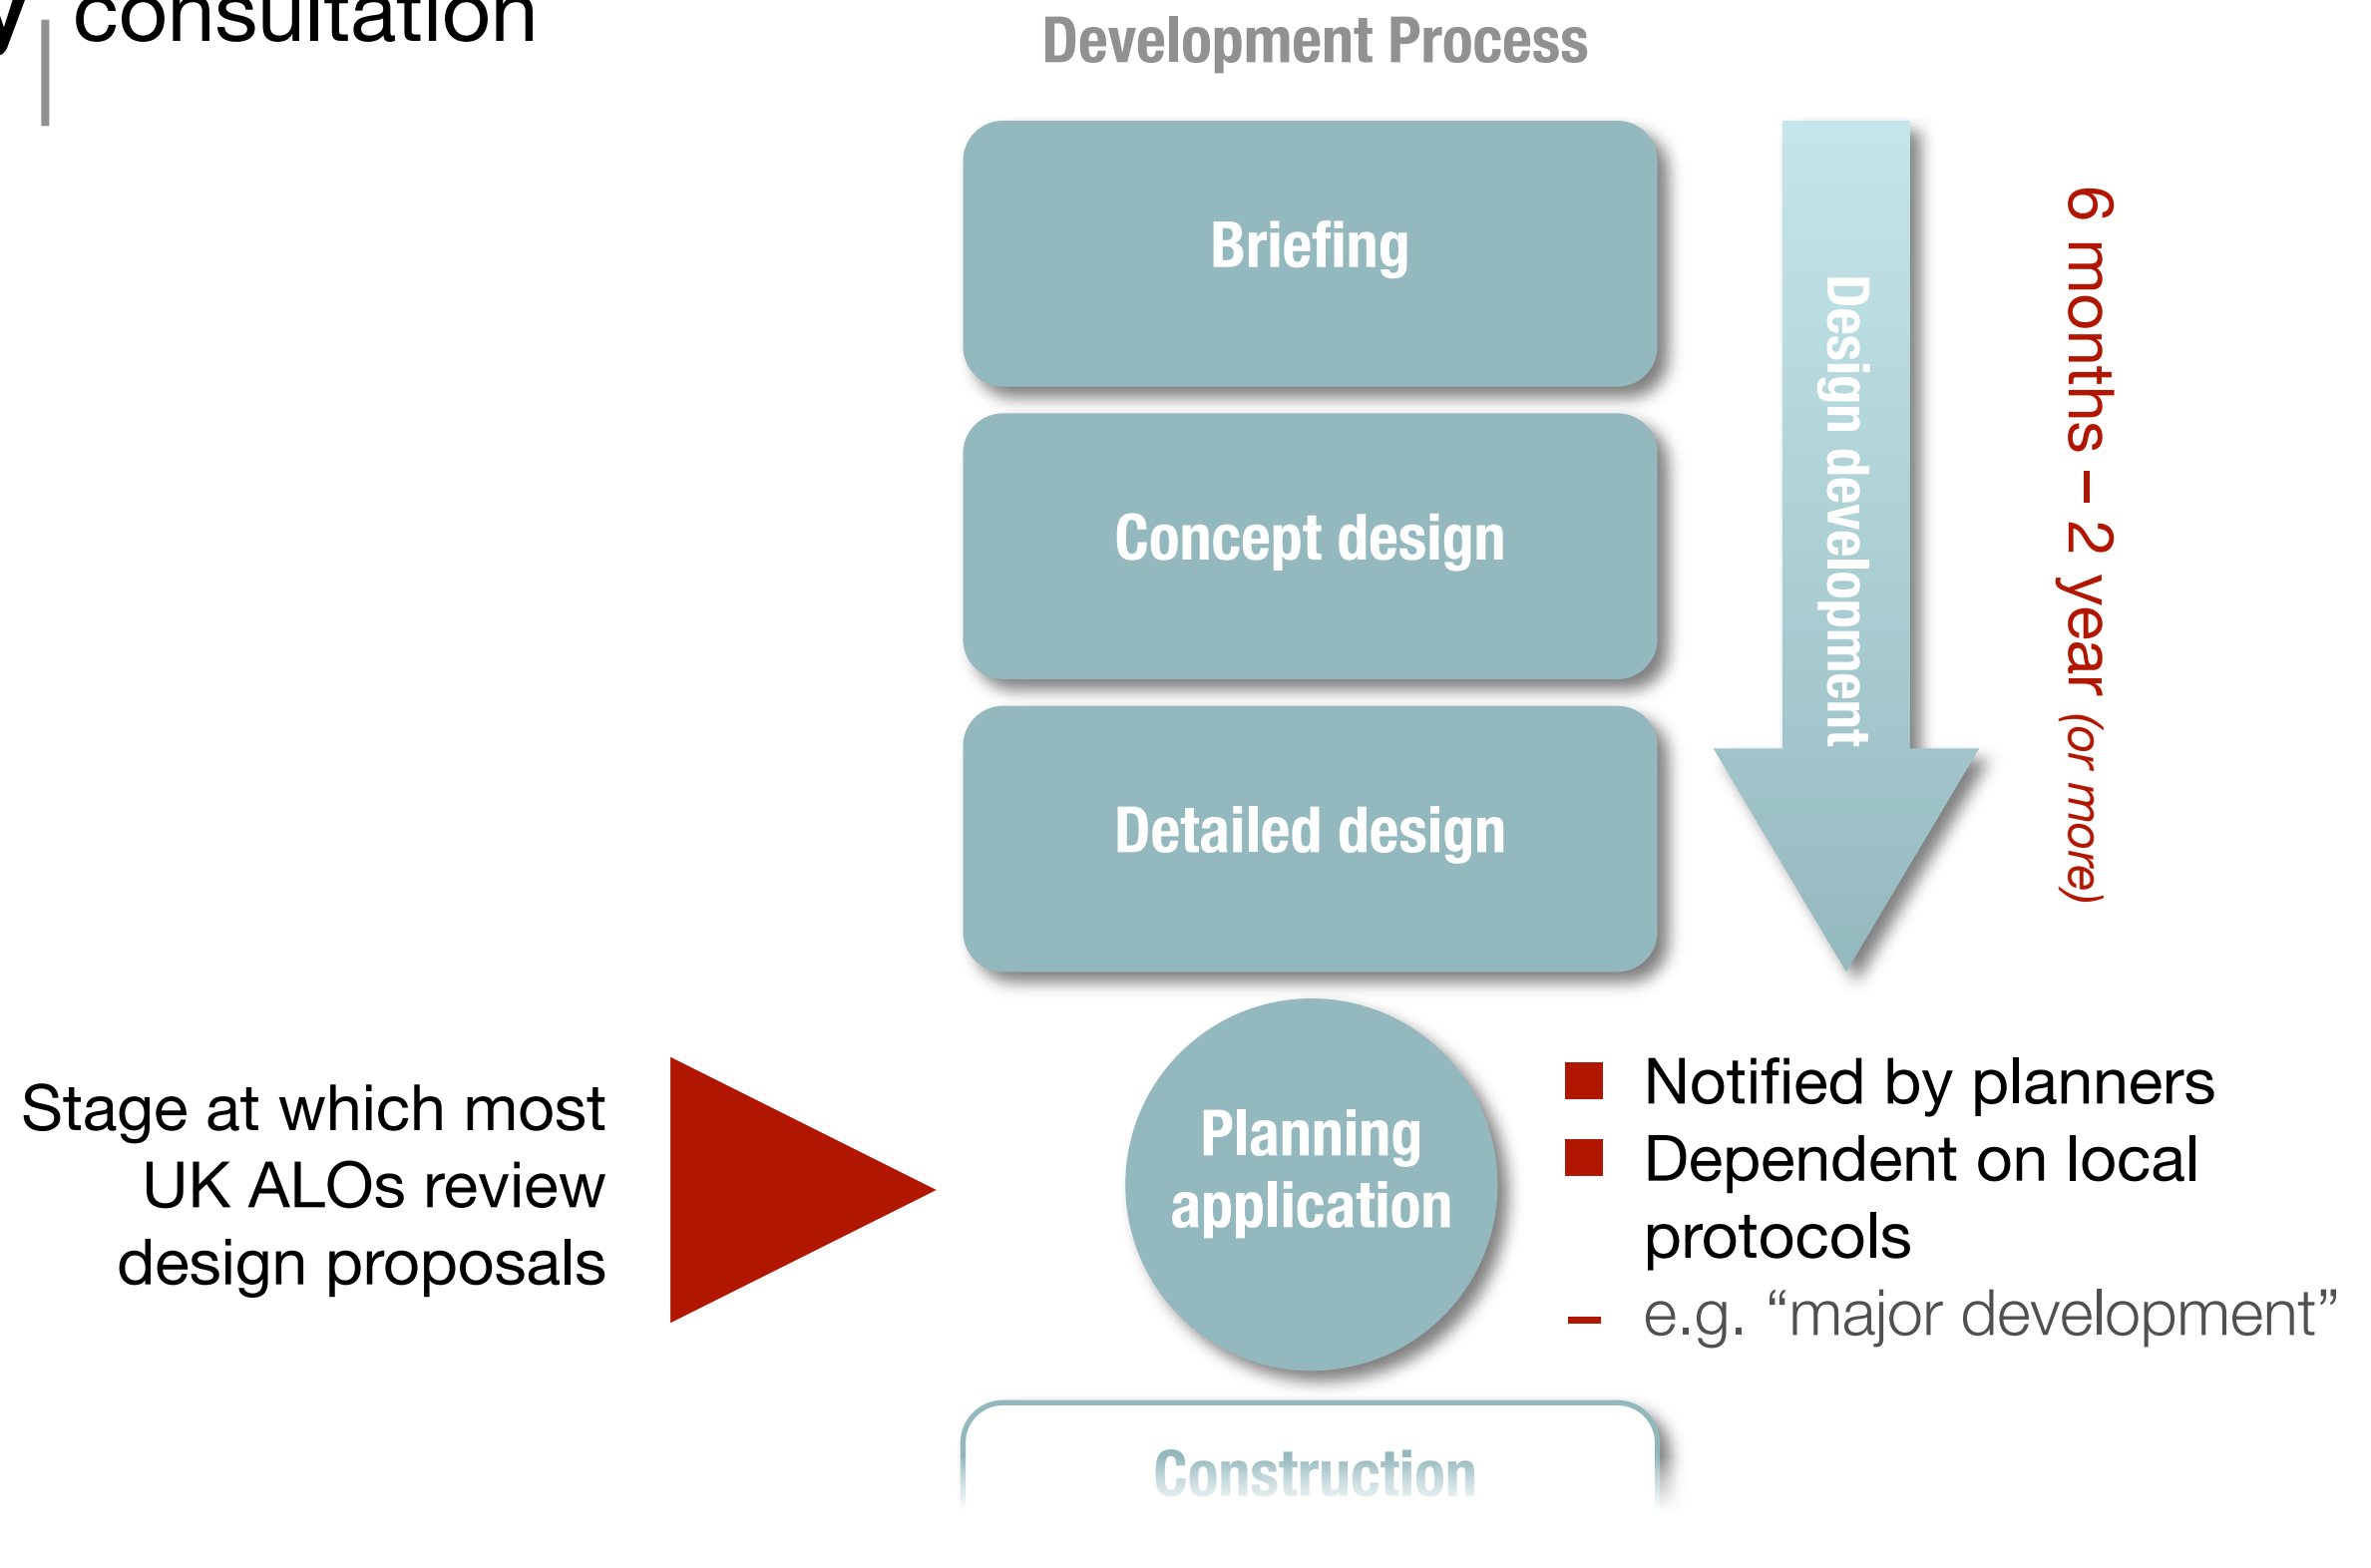 consultation
Development Process
Briefing
Concept design
Detailed design
Design development
6 months – 2 year (or more)
Stage at which most
UK ALOs review
design proposals
Planning
application
Notified by planners
Dependent on local
protocols
– e.g. “major development”
Construction